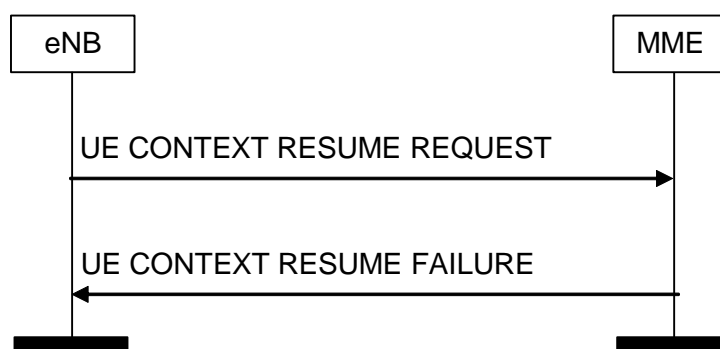 eNB
MME
UE CONTEXT RESUME REQUEST
UE CONTEXT RESUME FAILURE